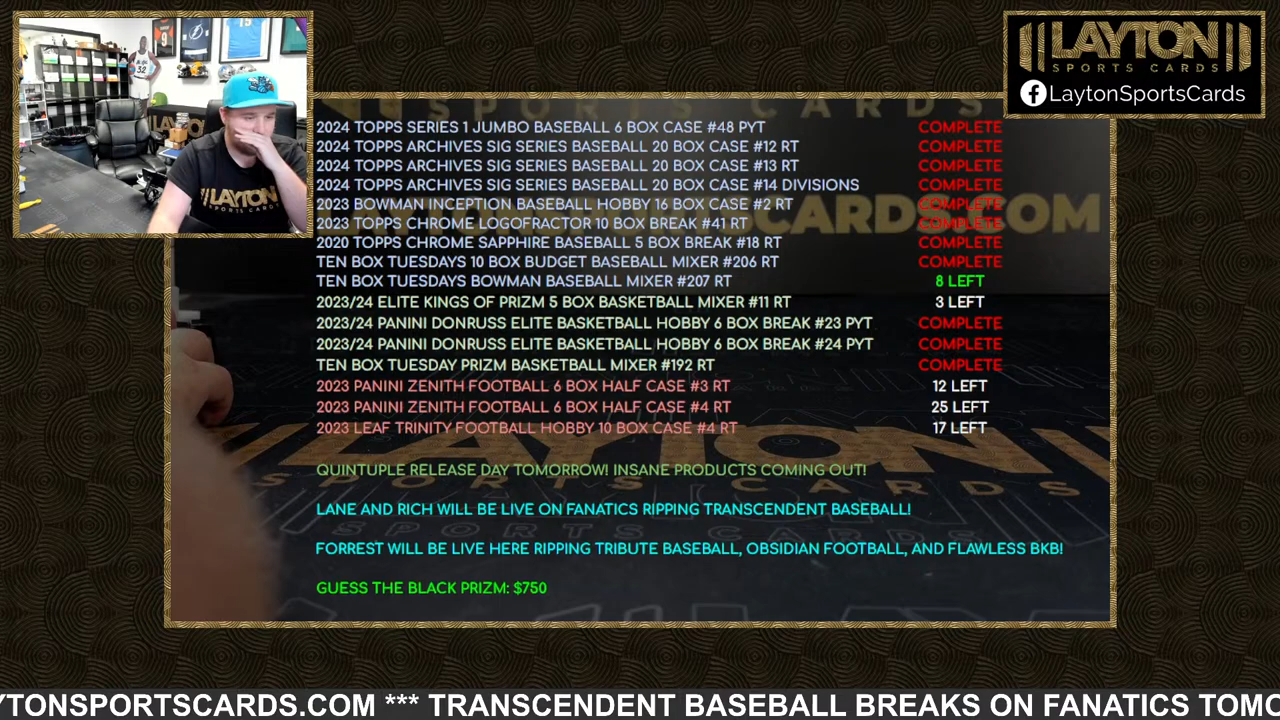 LAYTON
SPORTS CARDS
LaytonSportsCards
SPORTS CARDS
2024 TOPPS SERIES 1 JUMBO BASEBALL 6 BOX CASE #48 PYT COMPLETE
2024 TOPPS ARCHIVES SIG SERIES BASEBALL 20 BOX CASE #12 RT COMPLETE
2024 TOPPS ARCHIVES SIG SERIES BASEBALL 20 BOX CASE #13 RT COMPLETE
2024 TOPPS ARCHIVES SIG SERIES BASEBALL 20 BOX CASE #14 DIVISIONS COMPLETE
2023 BOWMAN INCEPTION BASEBALL HOBBY 16 BOX CASE #2 RT COMPLETE
2023 TOPPS CHROME LOGOFRACTOR 10 BOX BREAK #41 RT COMPLETE
CARDS.COM
2020 TOPPS CHROME SAPPHIRE BASEBALL 5 BOX BREAK #18 RT COMPLETE
TEN BOX TUESDAYS 10 BOX BUDGET BASEBALL MIXER #206 RT COMPLETE
TEN BOX TUESDAYS BOWMAN BASEBALL MIXER #207 RT 8 LEFT
2023/24 ELITE KINGS OF PRIZM 5 BOX BASKETBALL MIXER #11 RT 3 LEFT
2023/24 PANINI DONRUSS ELITE BASKETBALL HOBBY 6 BOX BREAK #23 PYT COMPLETE
2023/24 PANINI DONRUSS ELITE BASKETBALL HOBBY 6 BOX BREAK #24 PYT COMPLETE
TEN BOX TUESDAY PRIZM BASKETBALL MIXER #192 RT COMPLETE
2023 PANINI ZENITH FOOTBALL 6 BOX HALF CASE #3 RT 12 LEFT
2023 PANINI ZENITH FOOTBALL 6 BOX HALF CASE #4 RT 25 LEFT
2023 LEAF TRINITY FOOTBALL HOBBY 10 BOX CASE #4 RT 17 LEFT
LAYTON
SPORTS CARDS
QUINTUPLE RELEASE DAY TOMORROW! INSANE PRODUCTS COMING OUT!
LANE AND RICH WILL BE LIVE ON FANATICS RIPPING TRANSCENDENT BASEBALL!
SPORTS CARDS
FORREST WILL BE LIVE HERE RIPPING TRIBUTE BASEBALL, OBSIDIAN FOOTBALL, AND FLAWLESS BKB!
GUESS THE BLACK PRIZM: $750
YTONSPORTSCARDS.COM *** TRANSCENDENT BASEBALL BREAKS ON FANATICS TOMO